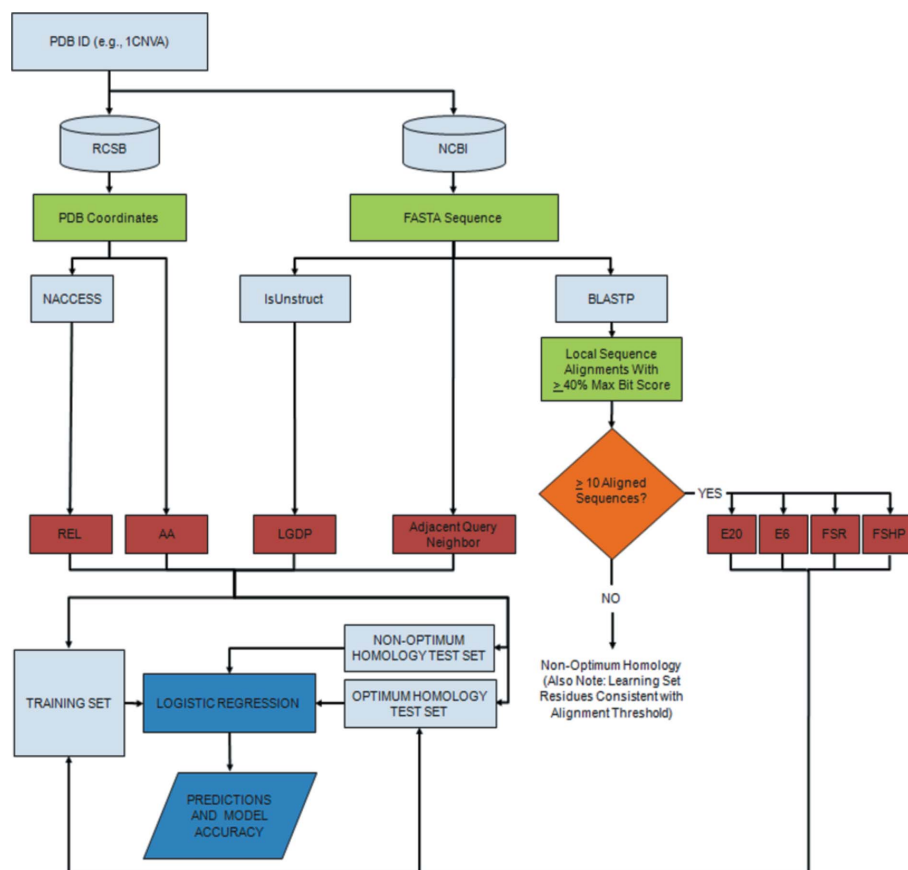 PDB ID (e.g., 1CNVA)
RCSB
NCBI
PDB Coordinates
FASTA Sequence
NACCESS
IsUnstruct
BLASTP
Local Sequence
Alignments With
≥ 40% Max Bit Score
≥ 10 Aligned
Sequences?
YES
REL
AA
LGDP
Adjacent Query
Neighbor
E20
E6
FSR
FSHP
NO
Non-Optimum Homology
(Also Note: Learning Set
Residues Consistent with
Alignment Threshold)
NON-OPTIMUM
HOMOLOGY TEST SET
TRAINING SET
LOGISTIC REGRESSION
OPTIMUM HOMOLOGY
TEST SET
PREDICTIONS
AND MODEL
ACCURACY